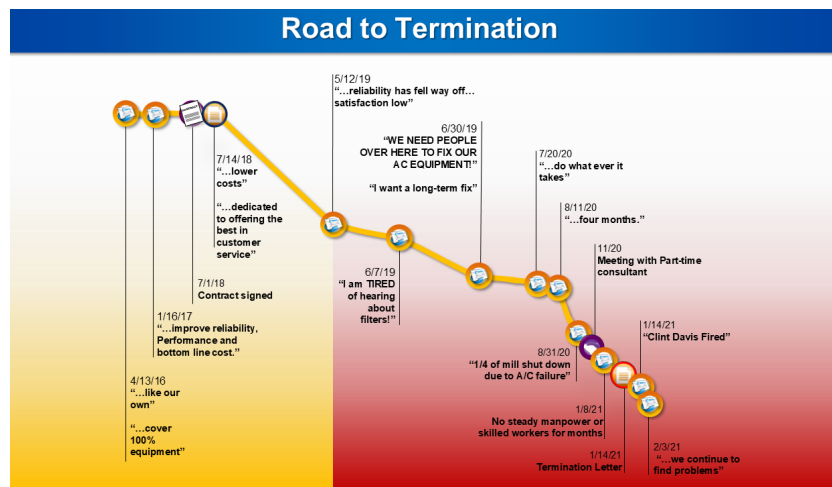 Road to Termination
5/12/19
“...reliability has fell way off...
satisfaction low”
6/30/19
“WE NEED PEOPLE
OVER HERE TO FIX OUR
AC EQUIPMENT!”
“I want a long-term fix”
7/20/20
“...do what ever it
takes”
7/14/18
“...lower
costs”
“...dedicated
to offering the
best in
customer
service”
8/11/20
“...four months.”
11/20
Meeting with Part-time
consultant
6/7/19
“I am TIRED
of hearing
about
filters!”
7/1/18
Contract signed
1/16/17
“...improve reliability,
Performance and
bottom line cost.”
1/14/21
“Clint Davis Fired”
8/31/20
“1/4 of mill shut down
due to A/C failure”
4/13/16
“...like our
own”
“...cover
100%
equipment”
1/8/21
No steady manpower or
skilled workers for months
2/3/21
“...we continue to
find problems”
1/14/21
Termination Letter